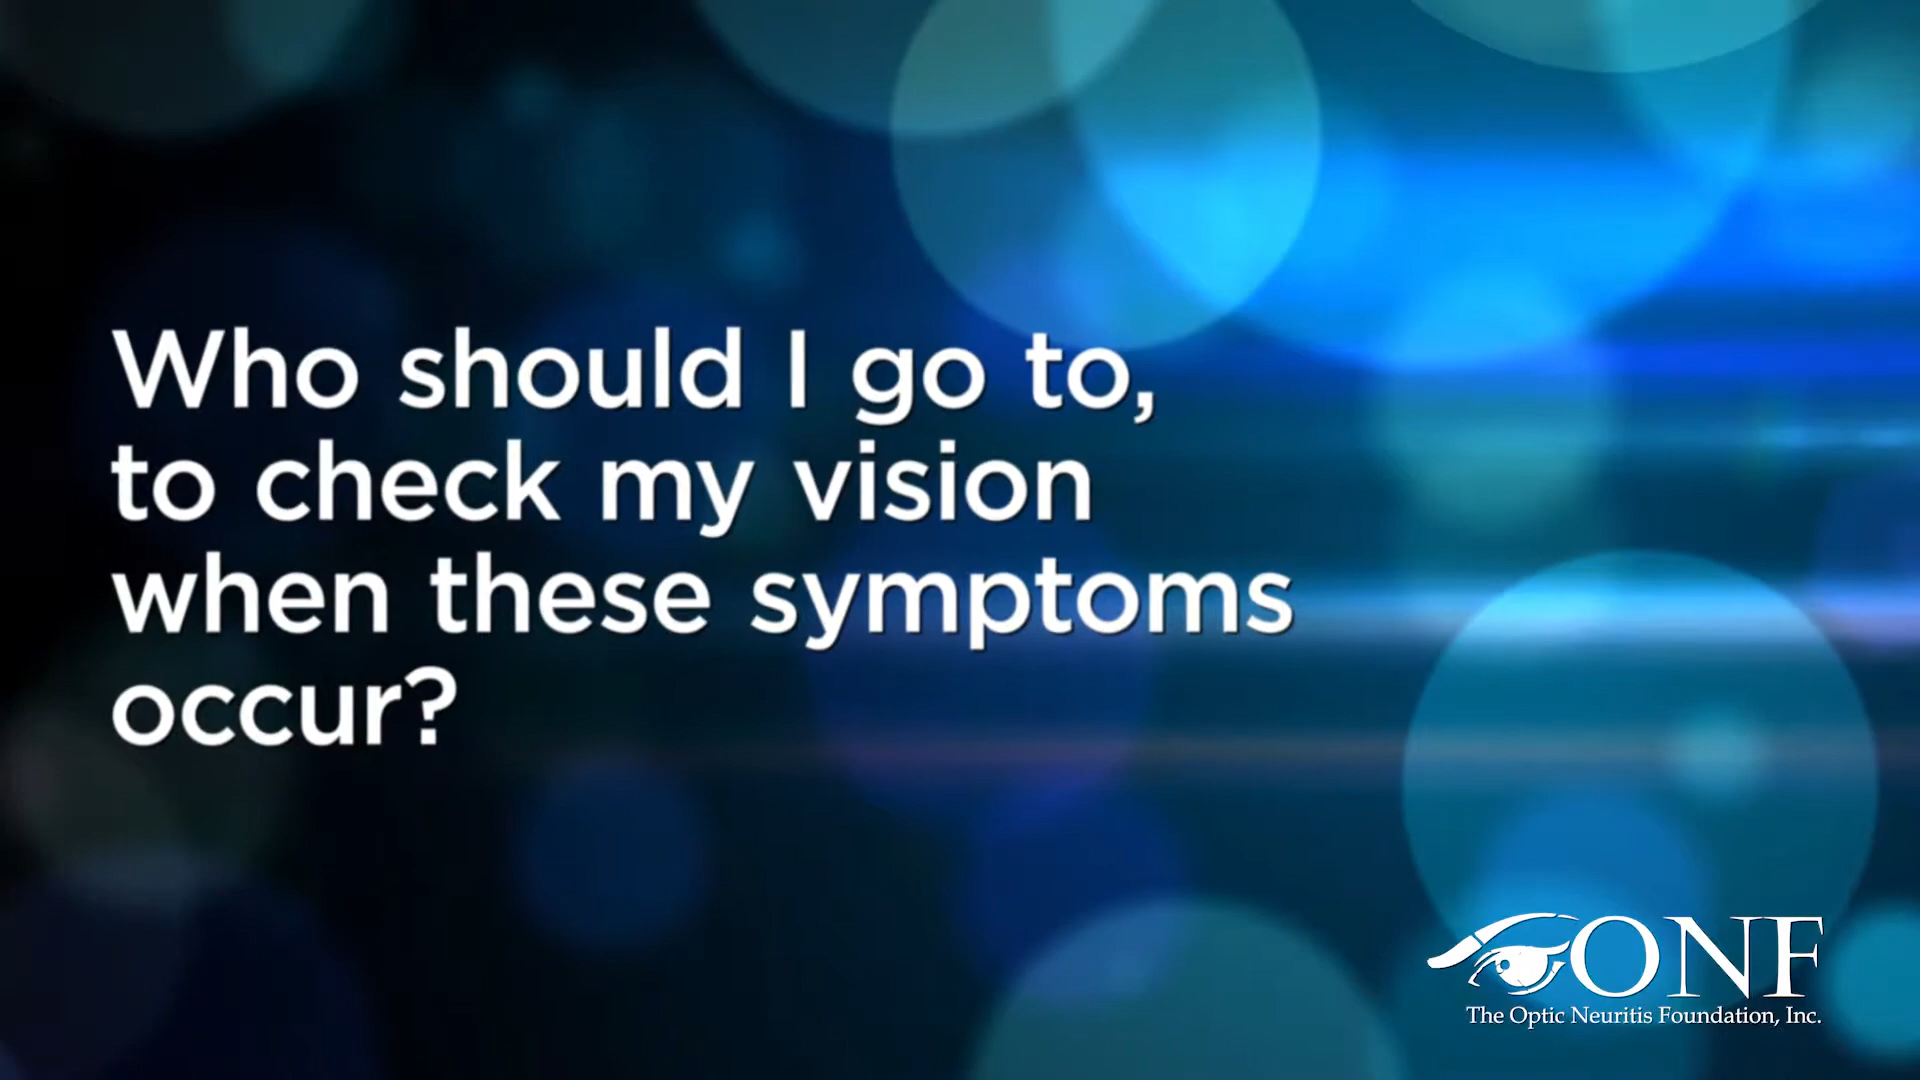 Who should I go to,
to check my vision
when these symptoms
occur?
ONF
The Optic Neuritis Foundation, Inc.